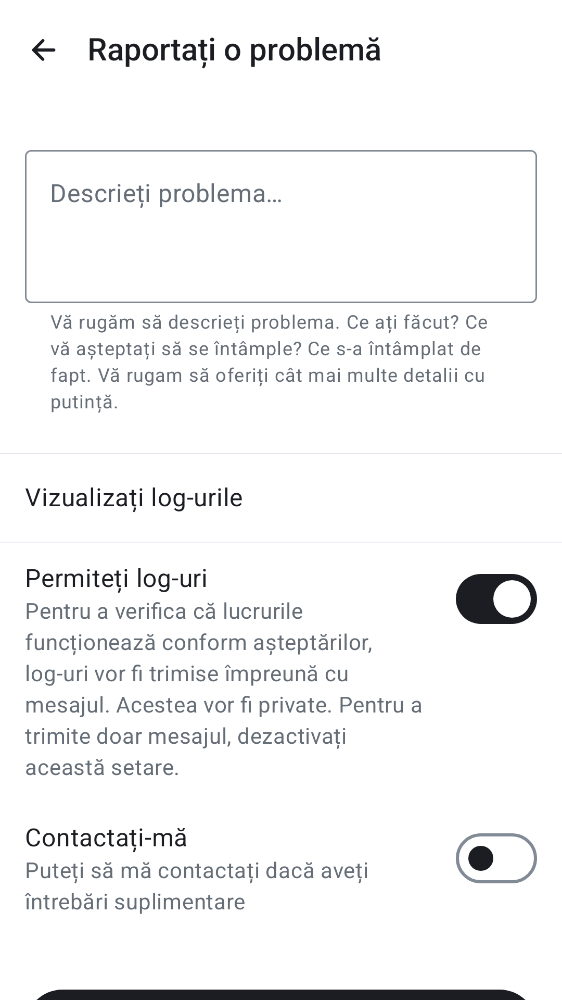 Raportați o problemă
Descrieți problema…
Vă rugăm să descrieți problema. Ce ați făcut? Ce
vă așteptați să se întâmple? Ce s-a întâmplat de
fapt. Vă rugam să oferiți cât mai multe detalii cu
putință.
Vizualizați log-urile
Permiteți log-uri
Pentru a verifica că lucrurile
funcționează conform așteptărilor,
log-uri vor fi trimise împreună cu
mesajul. Acestea vor fi private. Pentru a
trimite doar mesajul, dezactivați
această setare.
Contactați-mă
Puteți să mă contactați dacă aveți
întrebări suplimentare